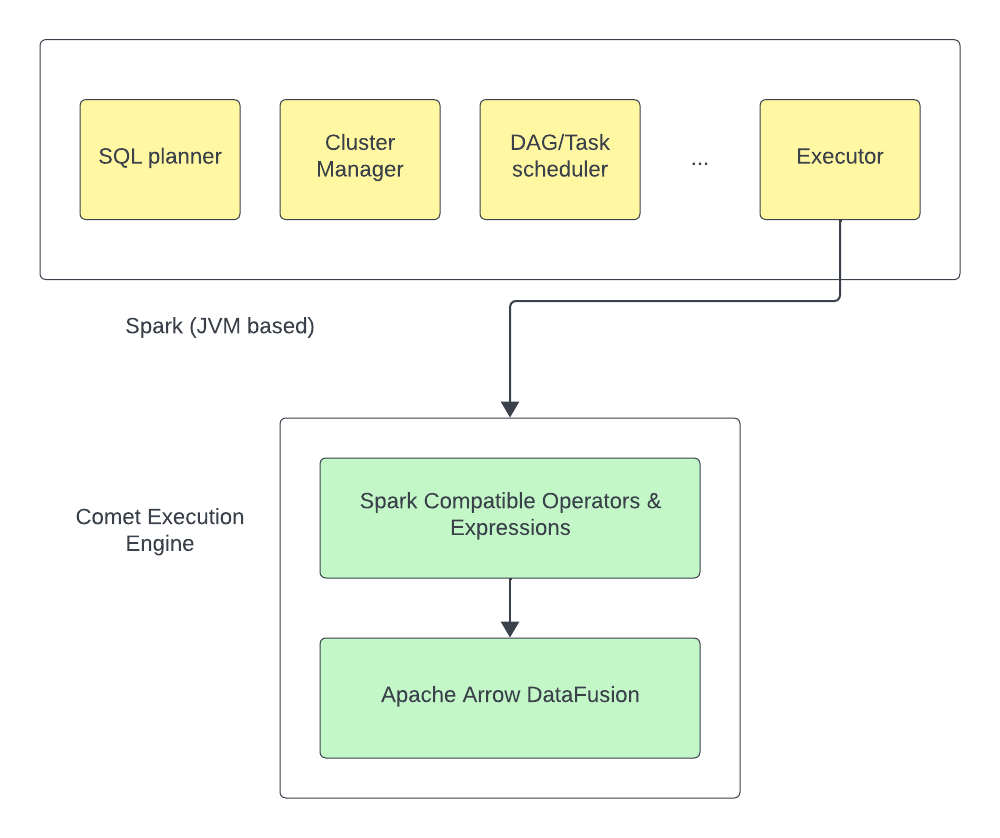 SQL planner
Cluster
Manager
DAG/Task
scheduler
...
Executor
Spark (JVM based)
Comet Execution
Engine
Spark Compatible Operators &
Expressions
Apache Arrow DataFusion